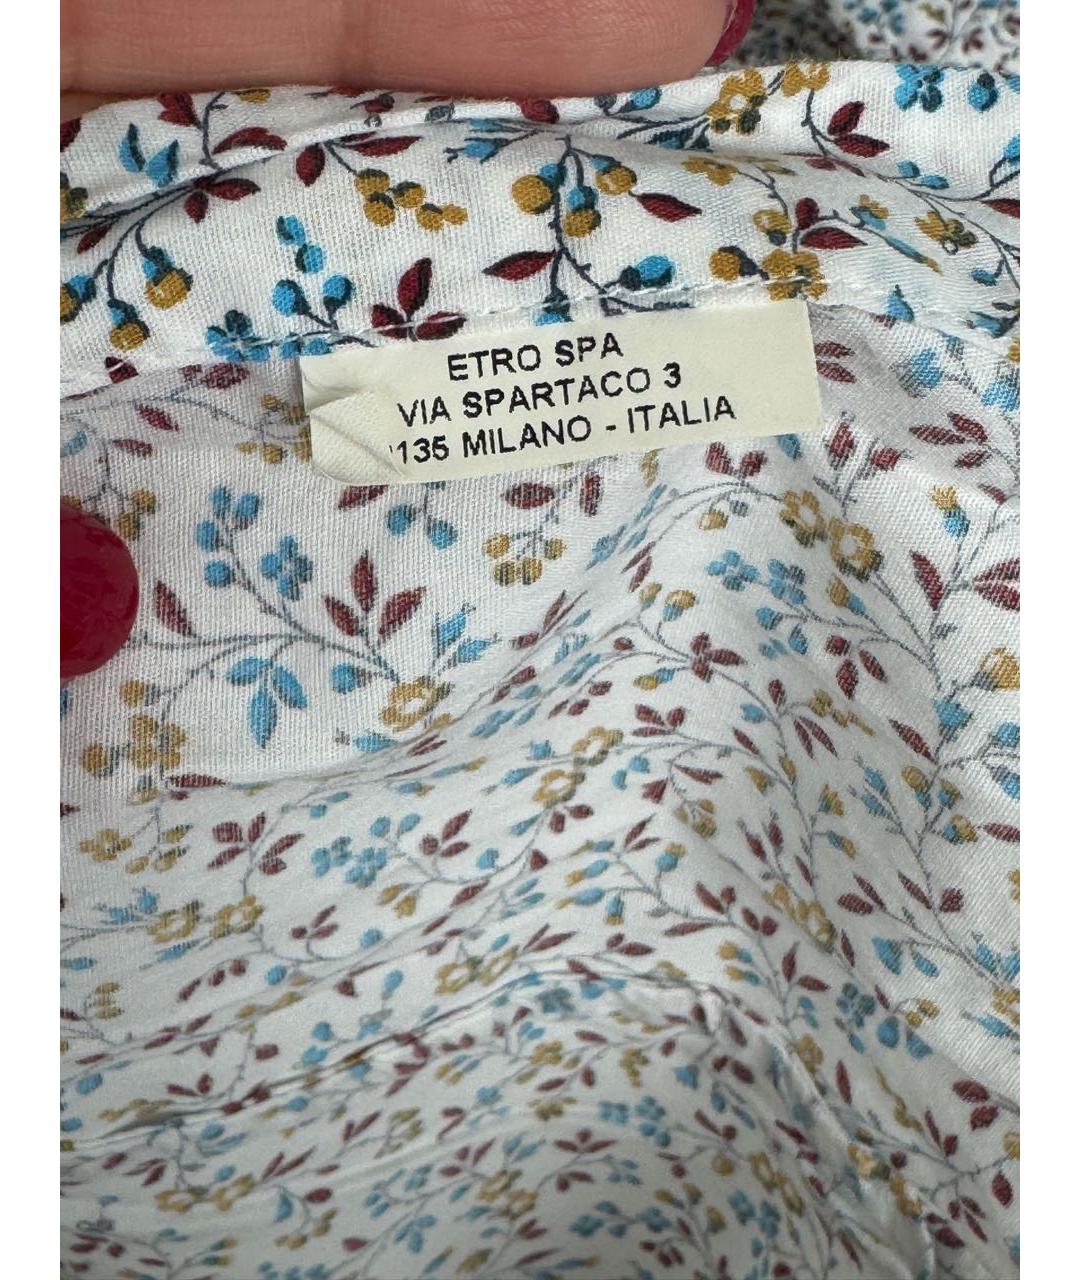 ETRO SPA
VIA SPARTACO 3
135 MILANO - ITALIA